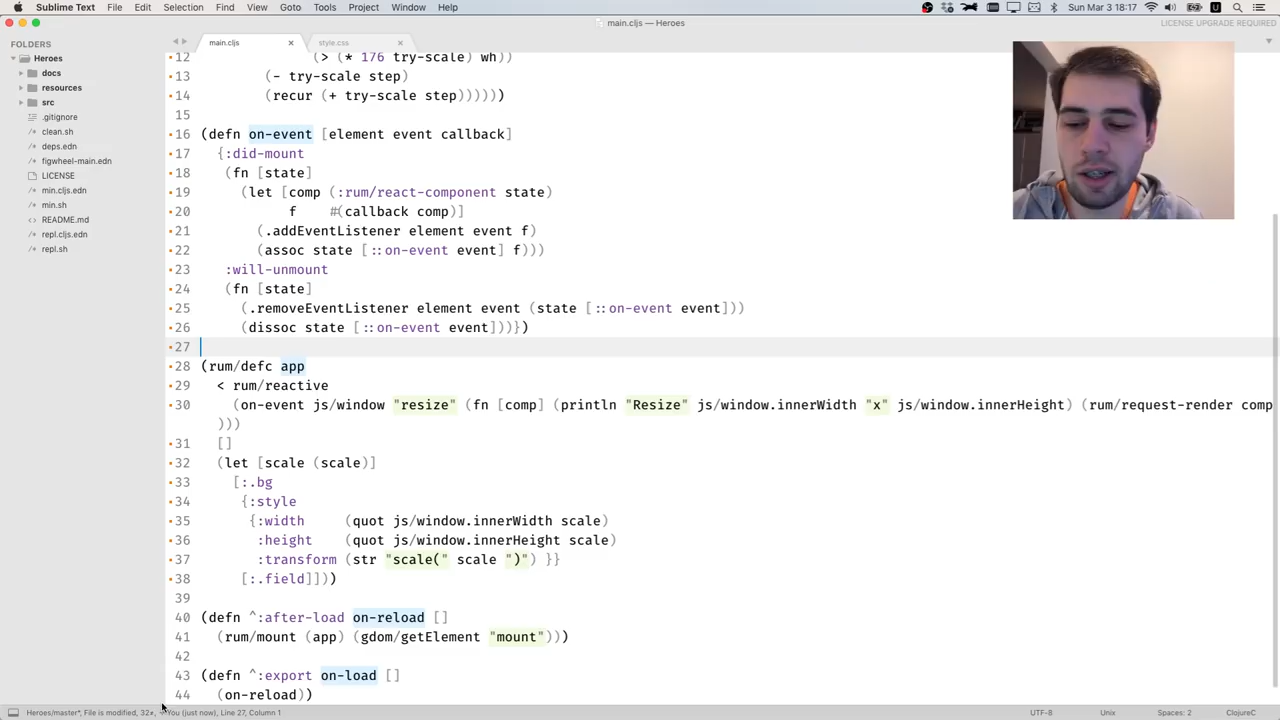 Sublime Text File Edit Selection Find View Goto Tools Project Window Help
U Sun Mar 3 18:17
main.cljs — Heroes
LICENSE UPGRADE REQUIRED
FOLDERS
Heroes
docs
resources
src
.gitignore
clean.sh
deps.edn
figwheel-main.edn
LICENSE
min.cljs.edn
min.sh
README.md
repl.cljs.edn
repl.sh
main.cljs
style.css
12 (> (* 176 try-scale) wh))
13 (- try-scale step)
14 (recur (+ try-scale step))))))
15
16 (defn on-event [element event callback]
17 {:did-mount
18 (fn [state]
19 (let [comp (:rum/react-component state)
20 f #(callback comp)]
21 (.addEventListener element event f)
22 (assoc state [::on-event event] f)))
23 :will-unmount
24 (fn [state]
25 (.removeEventListener element event (state [::on-event event]))
26 (dissoc state [::on-event event]))})
27
28 (rum/defc app
29 < rum/reactive
30 (on-event js/window "resize" (fn [comp] (println "Resize" js/window.innerWidth "x" js/window.innerHeight) (rum/request-render comp
)))
31 []
32 (let [scale (scale)]
33 [:.bg
34 {:style
35 {:width (quot js/window.innerWidth scale)
36 :height (quot js/window.innerHeight scale)
37 :transform (str "scale(" scale ")") }}
38 [:.field]]))
39
40 (defn ^:after-load on-reload []
41 (rum/mount (app) (gdom/getElement "mount")))
42
43 (defn ^:export on-load []
44 (on-reload))
Heroes/master*, File is modified, 32≠, You (just now), Line 27, Column 1
UTF-8 Unix Spaces: 2 ClojureC